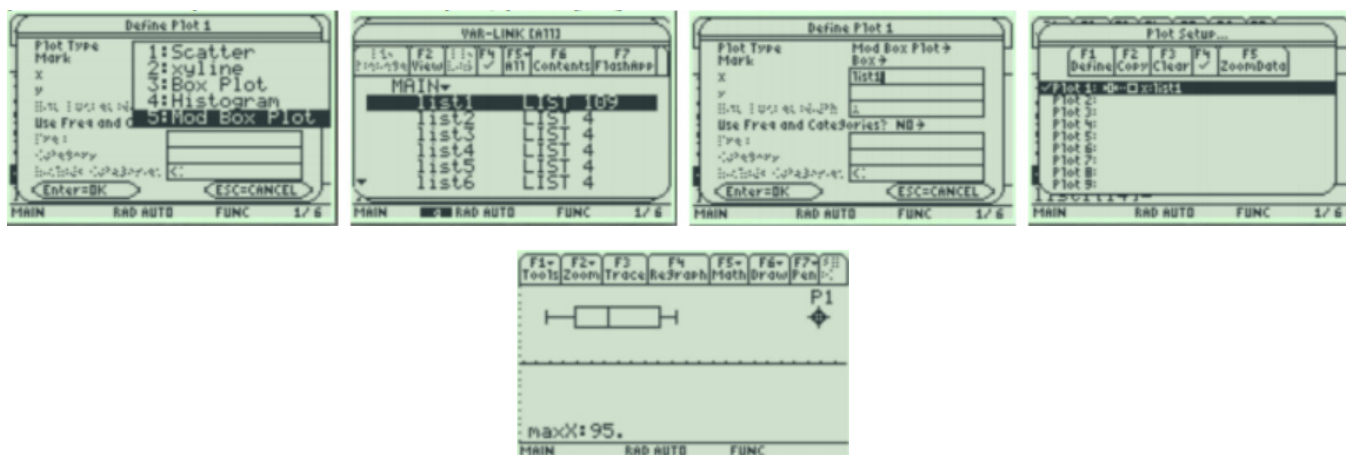 Define Plot 1
Plot Type
Mark
x
y
Use Freq and C
1:Scatter
2:xyline
3:Box Plot
4:Histogram
5:Mod Box Plot
Enter=OK ESC=CANCEL
MAIN RAD AUTO FUNC 1/6
VAR-LINK [All]
F2 F4 F5 F6 F7
View ✓ All Contents FlashApp
MAIN
list1 LIST 109
list2 LIST 4
list3 LIST 4
list4 LIST 4
list5 LIST 4
list6 LIST 4
MAIN RAD AUTO FUNC 1/6
Define Plot 1
Plot Type Mod Box Plot→
Mark Box→
x list1
y
Use Freq and Categories? NO→
Enter=OK ESC=CANCEL
MAIN RAD AUTO FUNC 1/6
Plot Setup...
F1 F2 F3 F4 F5
Define Copy Clear ✓ ZoomData
✓Plot 1: x:list1
Plot 2:
Plot 3:
Plot 4:
Plot 5:
Plot 6:
Plot 7:
Plot 8:
Plot 9:
MAIN RAD AUTO FUNC 1/6
F1 F2 F3 F4 F5 F6 F7
Tools Zoom Trace Regraph Math Draw Pen
P1
maxX:95.
MAIN RAD AUTO FUNC